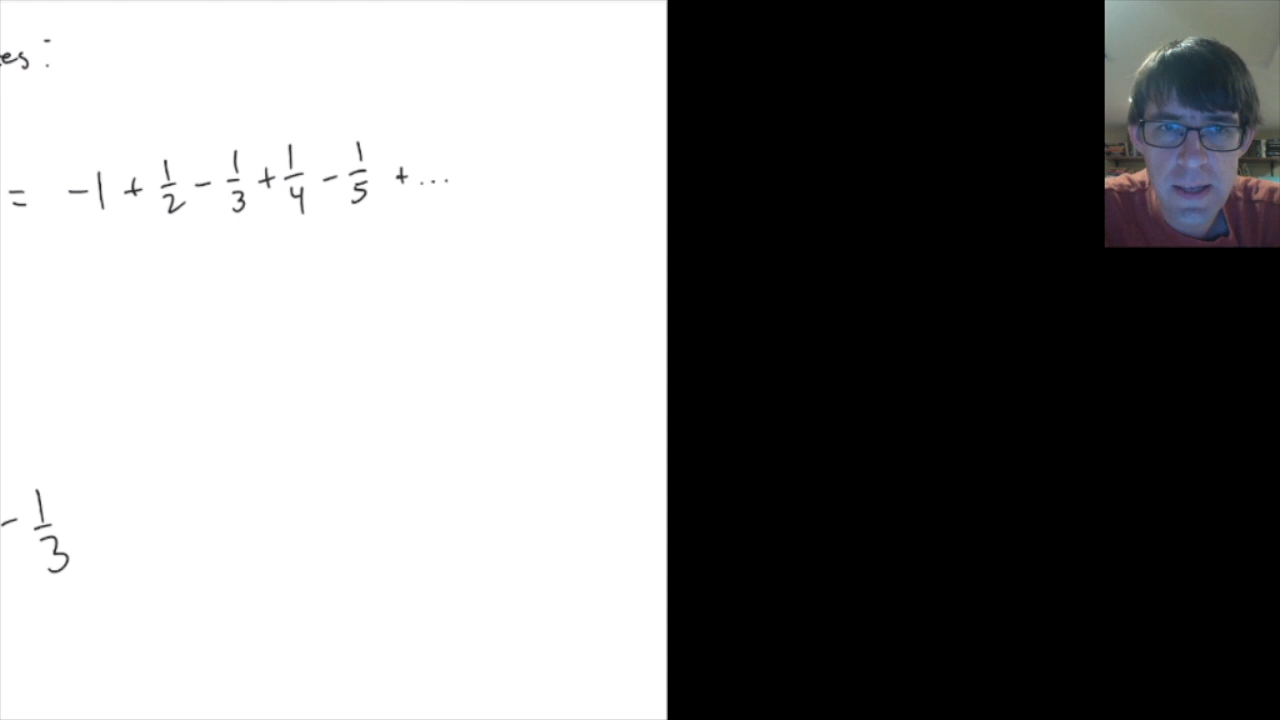 es:
= -1 + 1/2 - 1/3 + 1/4 - 1/5 + ...
- 1/3